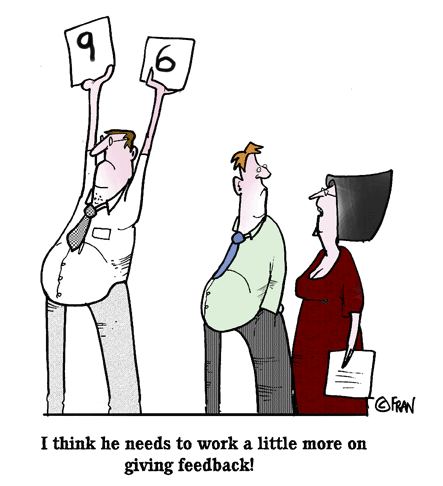 9 6
©FRAN
I think he needs to work a little more on
giving feedback!